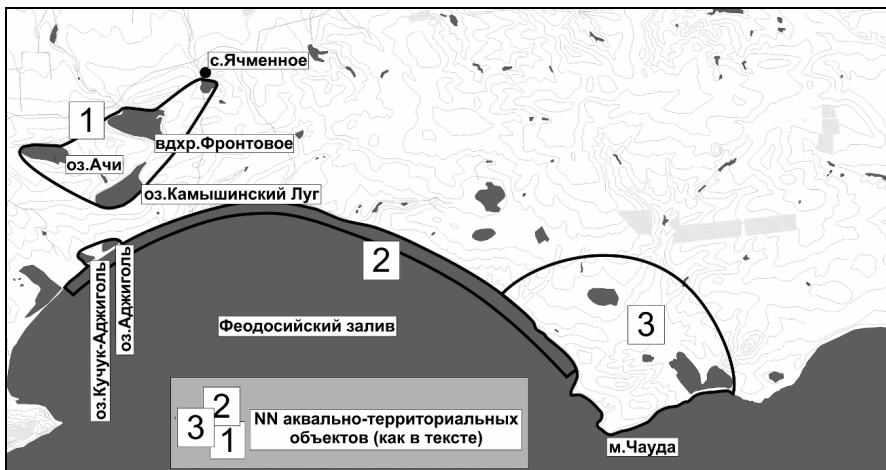 с.Ячменное
1
вдхр.Фронтовое
оз.Ачи
оз.Камышинский Луг
2
оз.Кучук-Аджиголь
оз.Аджиголь
Феодосийский залив
3
м.Чауда
2
3
1
NN аквально-территориальных
объектов (как в тексте)